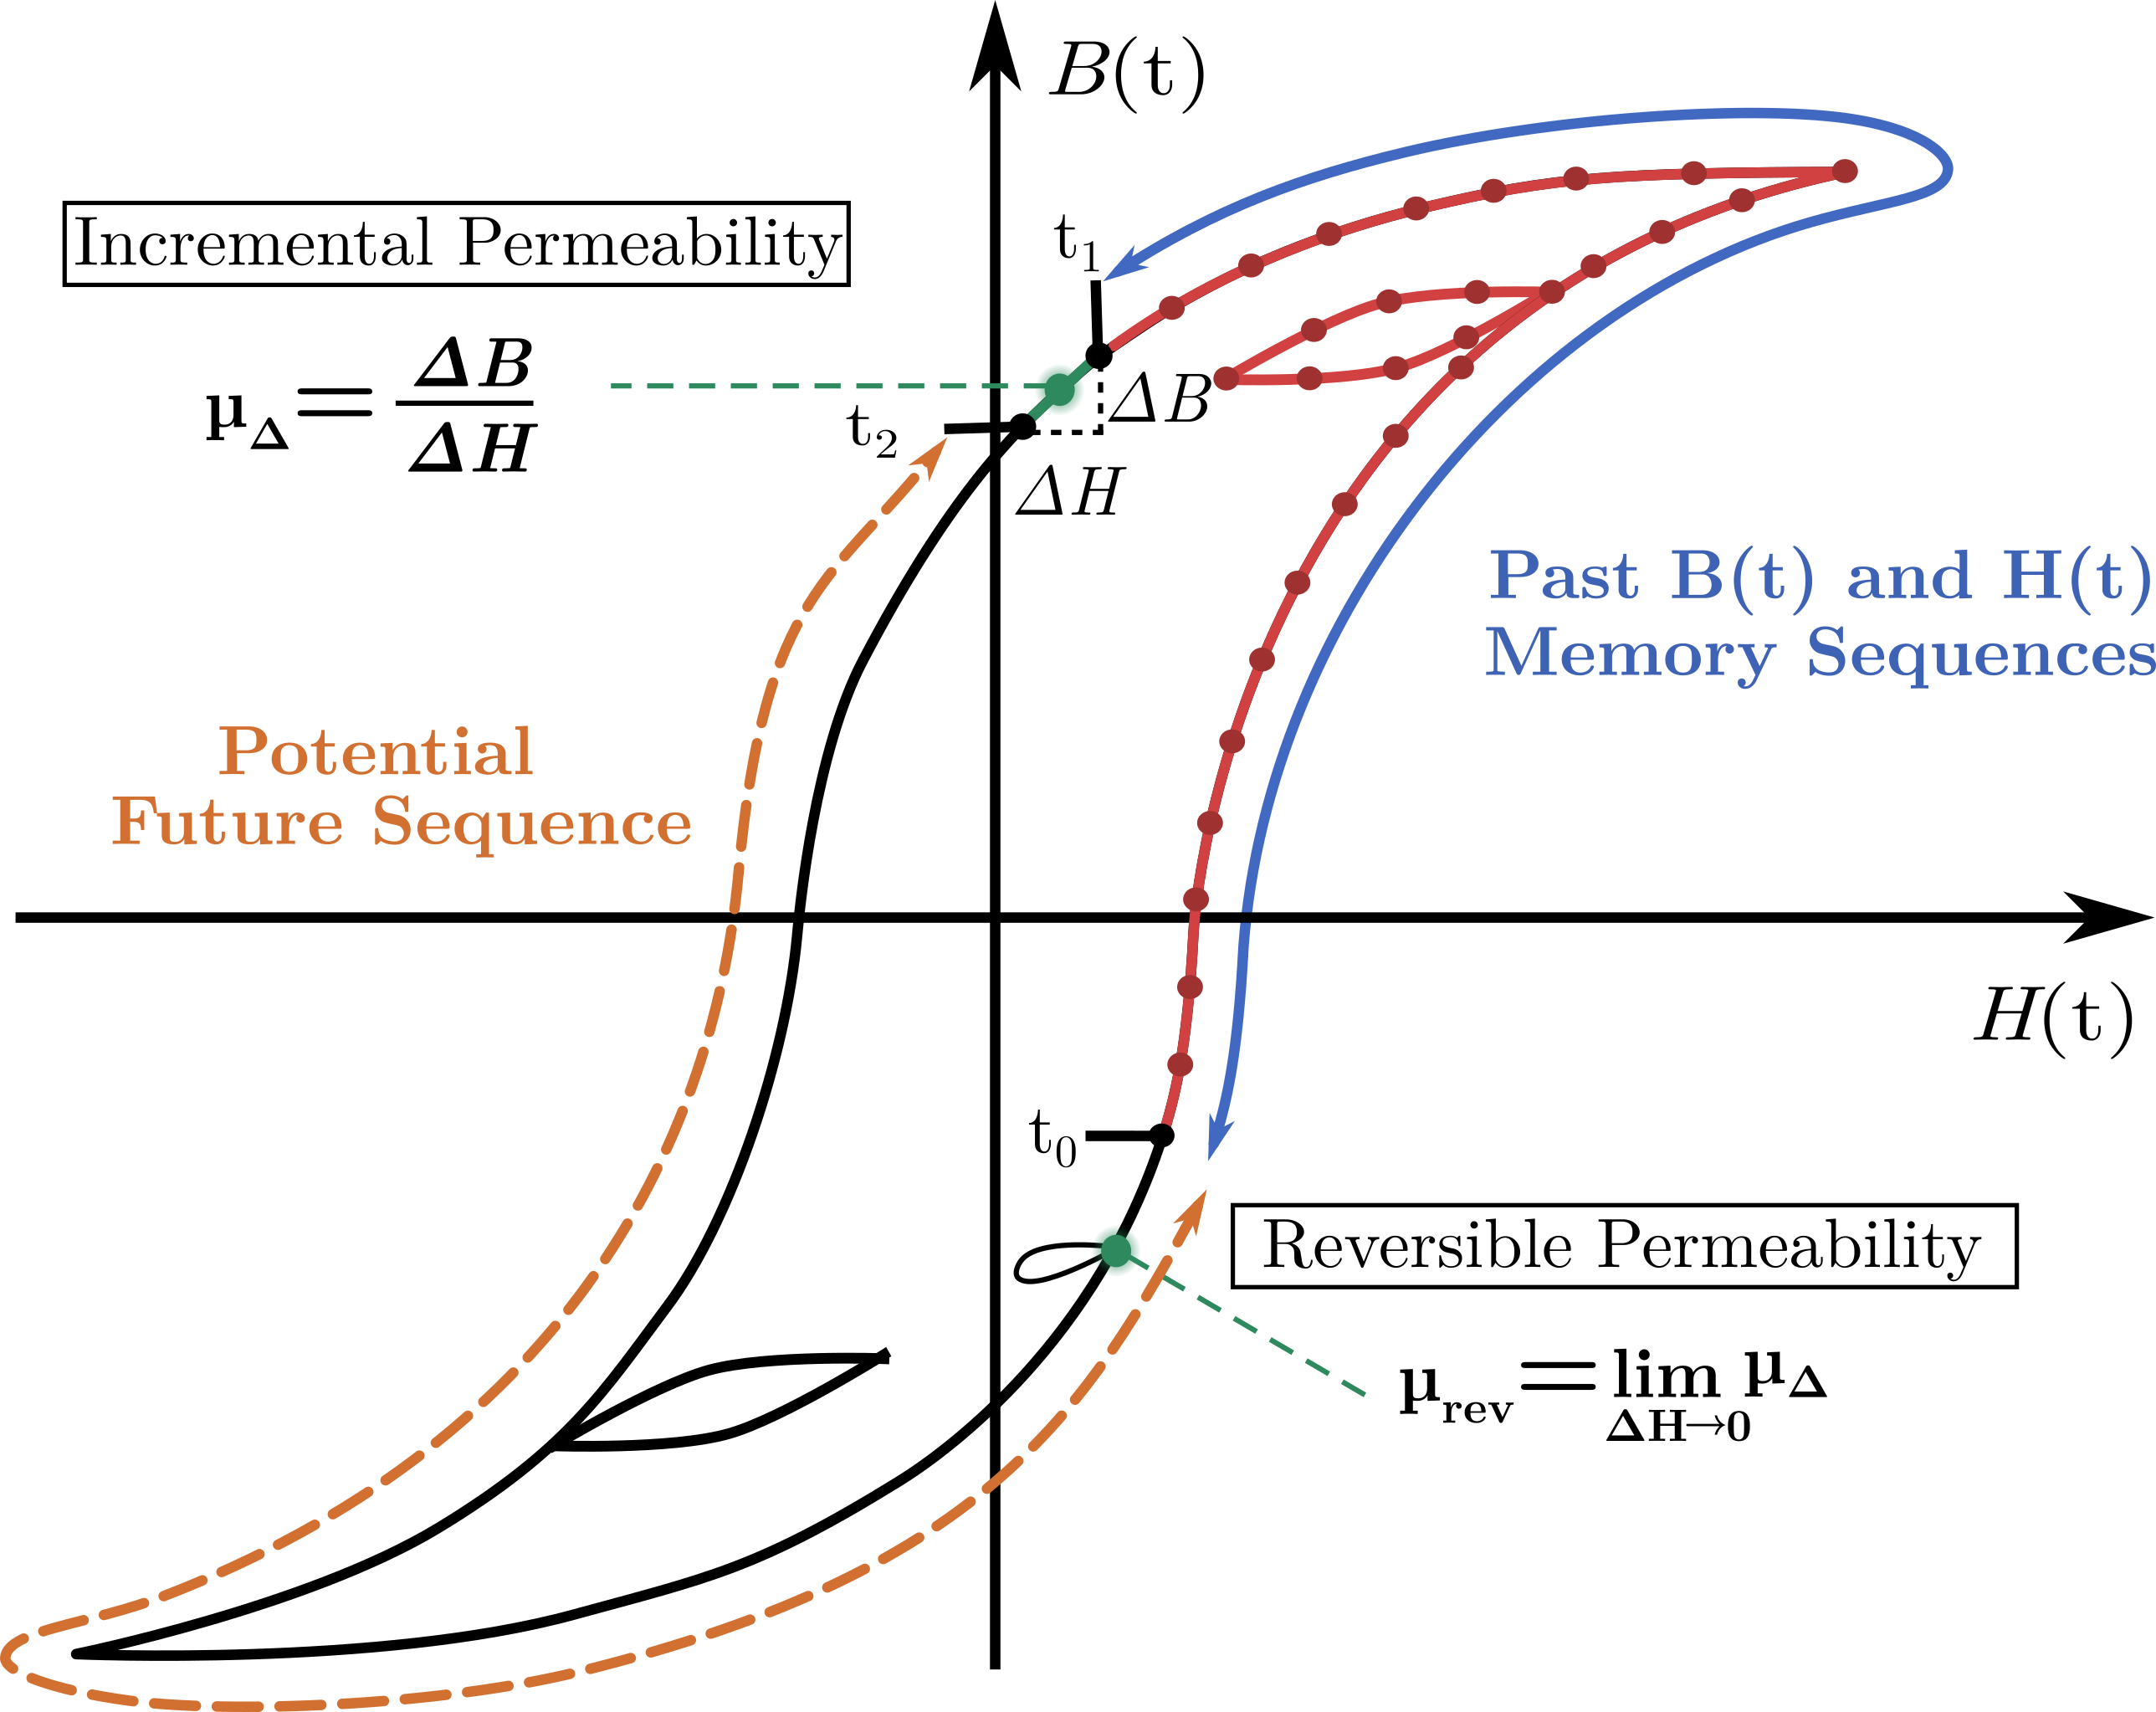 B(t)
Incremental Permeability
μΔ = ΔB/ΔH
t1
t2
ΔB
ΔH
Past B(t) and H(t)
Memory Sequences
Potential
Future Sequence
H(t)
t0
Reversible Permeability
μrev = lim μΔ
ΔH→0